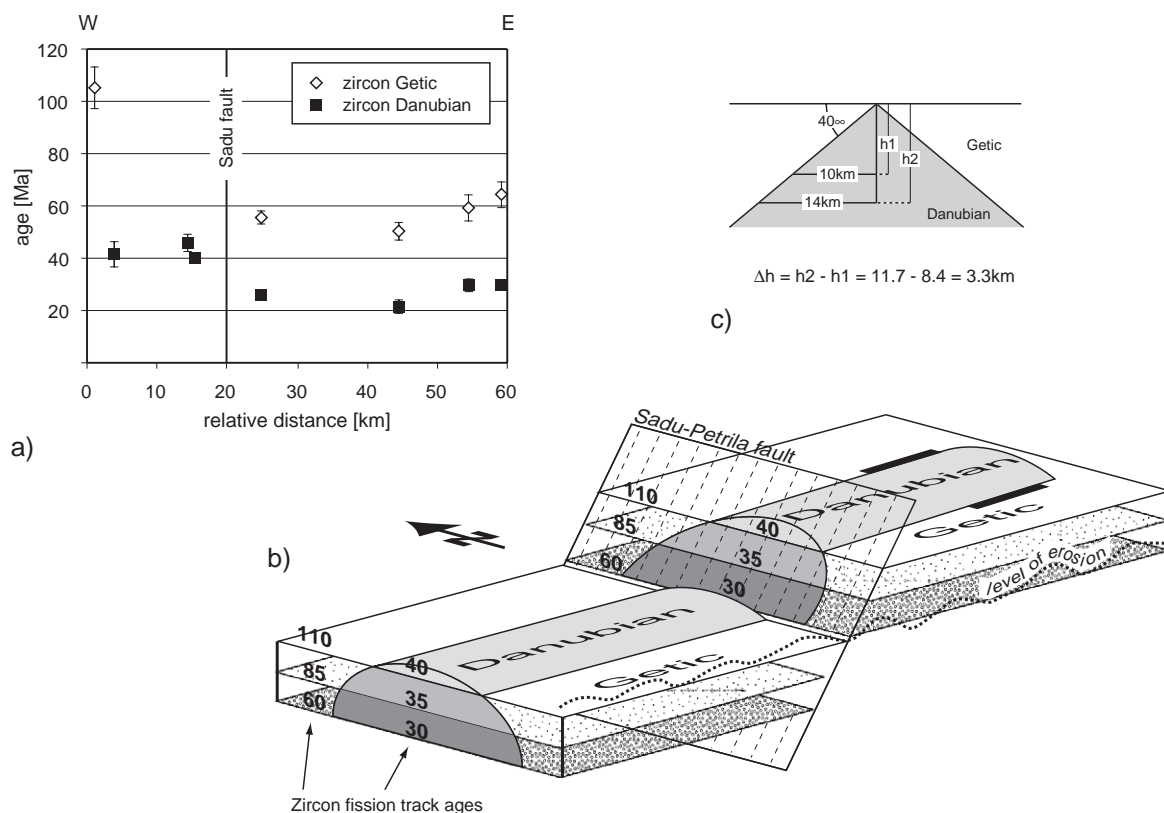 W
E
120
100
80
60
40
20
age [Ma]
Sadu fault
zircon Getic
zircon Danubian
0 10 20 30 40 50 60
relative distance [km]
a)
40∞
h1
h2
10km
14km
Getic
Danubian
Δh = h2 - h1 = 11.7 - 8.4 = 3.3km
c)
Sadu-Petrila fault
110
85
60
40
35
30
Danubian
Getic
level of erosion
b)
110
85
60
40
35
30
Danubian
Getic
Zircon fission track ages